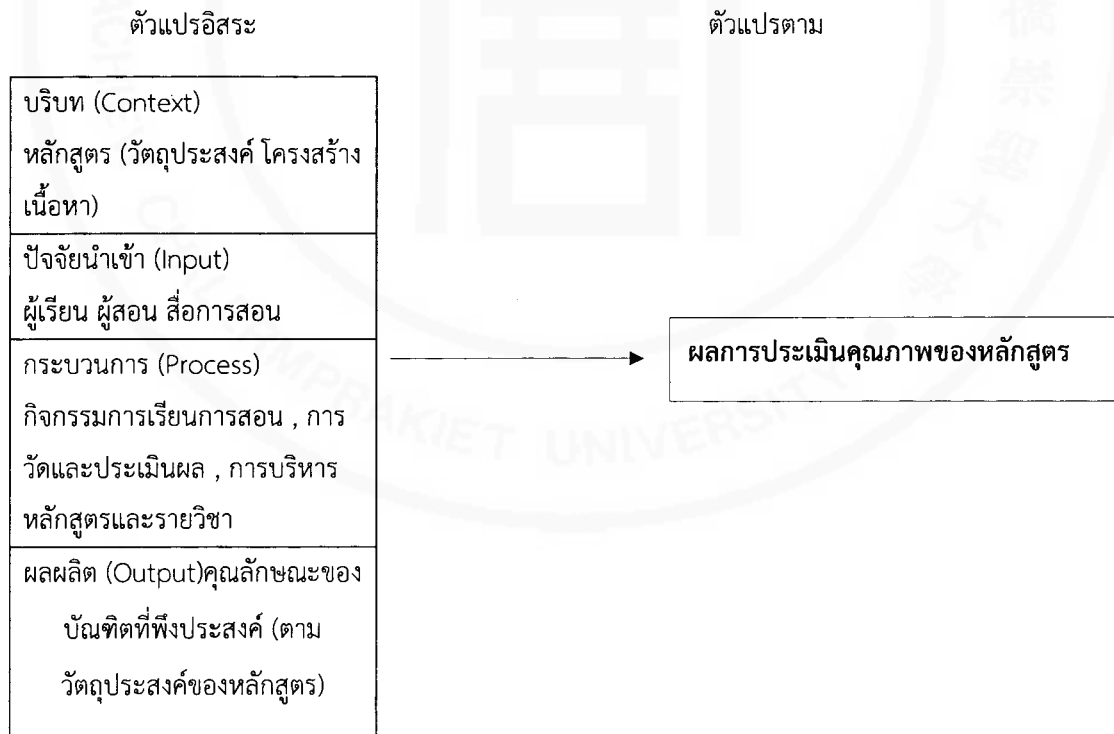 ตัวแปรอิสระ
ตัวแปรตาม
บริบท (Context)
หลักสูตร (วัตถุประสงค์ โครงสร้าง
เนื้อหา)
ปัจจัยนำเข้า (Input)
ผู้เรียน ผู้สอน สื่อการสอน
กระบวนการ (Process)
กิจกรรมการเรียนการสอน , การ
วัดและประเมินผล , การบริหาร
หลักสูตรและรายวิชา
ผลผลิต (Output)คุณลักษณะของ
บัณฑิตที่พึงประสงค์ (ตาม
วัตถุประสงค์ของหลักสูตร)
ผลการประเมินคุณภาพของหลักสูตร
UNIVERSITY